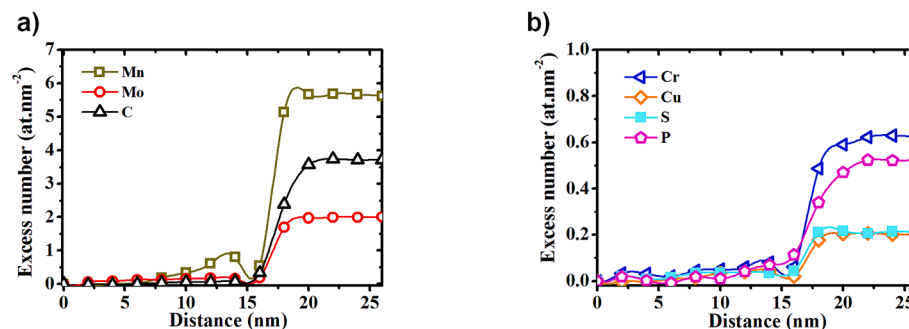 a)
Excess number (at.nm-2)
7
6
5
4
3
2
1
0
Mn
Mo
C
0 5 10 15 20 25
Distance (nm)
b)
Excess number (at.nm-2)
1.0
0.8
0.6
0.4
0.2
0.0
Cr
Cu
S
P
0 5 10 15 20 25
Distance (nm)